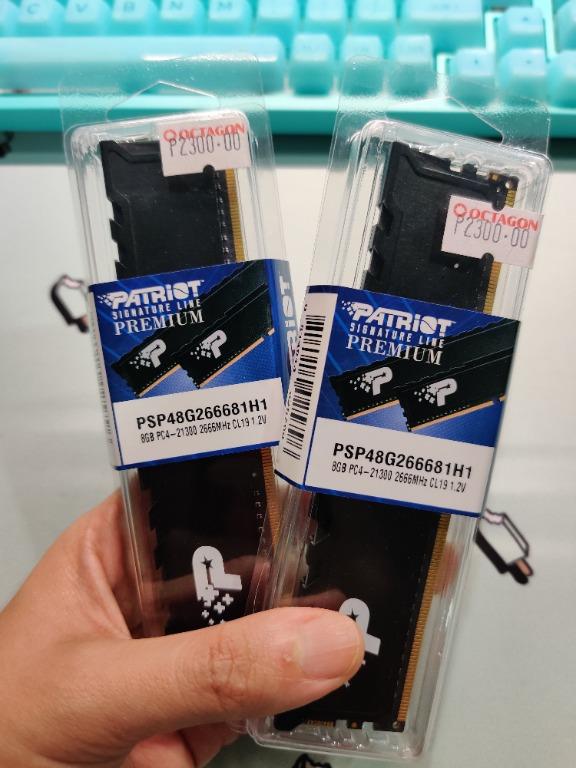 OCTAGON
P2300.00
PATRIOT
SIGNATURE LINE
PREMIUM
PSP48G266681H1
8GB PC4-21300 2666MHz CL19 1.2V
OCTAGON
P2300.00
PATRIOT
SIGNATURE LINE
PREMIUM
PSP48G266681H1
8GB PC4-21300 2666MHz CL19 1.2V